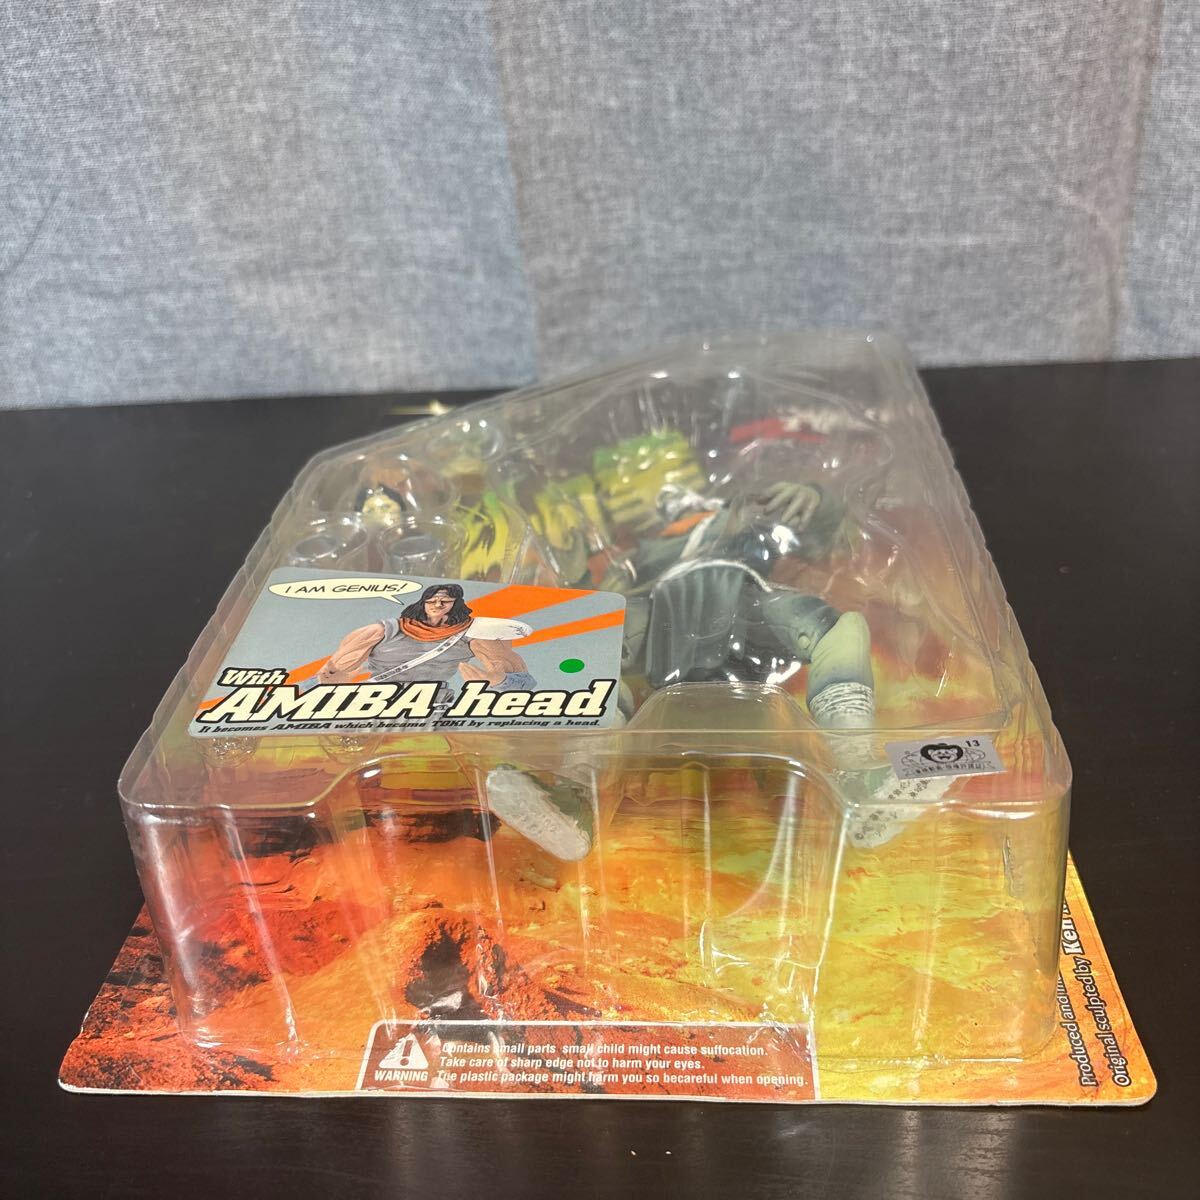 I AM GENIUS!
With
AMIBA head
It becomes AMIBA which became TOKI by replacing a head.
13
WARNING
Contains small parts small child might cause suffocation.
Take care of sharp edge not to harm your eyes.
The plastic package might harm you so becareful when opening.
Produced and
Original sculpted by Ken